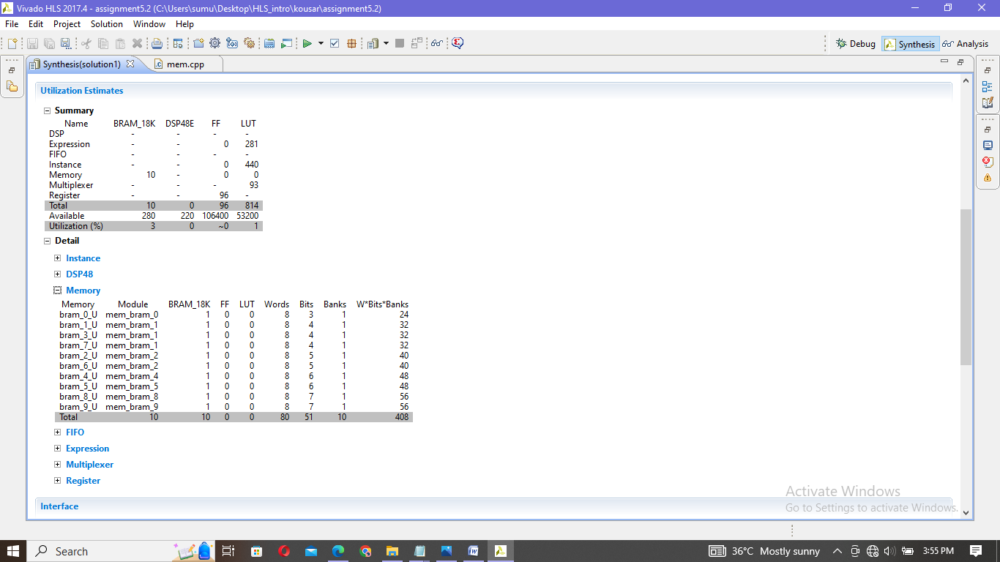 Vivado HLS 2017.4 - assignment5.2 (C:\Users\sumu\Desktop\HLS_intro\kousar\assignment5.2)
File Edit Project Solution Window Help
Debug Synthesis Analysis
Synthesis(solution1) mem.cpp
Utilization Estimates
Summary
Name BRAM_18K DSP48E FF LUT
DSP - - - -
Expression - - 0 281
FIFO - - - -
Instance - - 0 440
Memory 10 - 0 0
Multiplexer - - - 93
Register - - 96 -
Total 10 0 96 814
Available 280 220 106400 53200
Utilization (%) 3 0 ~0 1
Detail
Instance
DSP48
Memory
Memory Module BRAM_18K FF LUT Words Bits Banks W*Bits*Banks
bram_0_U mem_bram_0 1 0 0 8 3 1 24
bram_1_U mem_bram_1 1 0 0 8 4 1 32
bram_3_U mem_bram_1 1 0 0 8 4 1 32
bram_7_U mem_bram_1 1 0 0 8 4 1 32
bram_2_U mem_bram_2 1 0 0 8 5 1 40
bram_6_U mem_bram_2 1 0 0 8 5 1 40
bram_4_U mem_bram_4 1 0 0 8 6 1 48
bram_5_U mem_bram_5 1 0 0 8 6 1 48
bram_8_U mem_bram_8 1 0 0 8 7 1 56
bram_9_U mem_bram_9 1 0 0 8 7 1 56
Total 10 10 0 0 80 51 10 408
FIFO
Expression
Multiplexer
Register
Activate Windows
Go to Settings to activate Windows.
Interface
Search 36°C Mostly sunny 3:55 PM